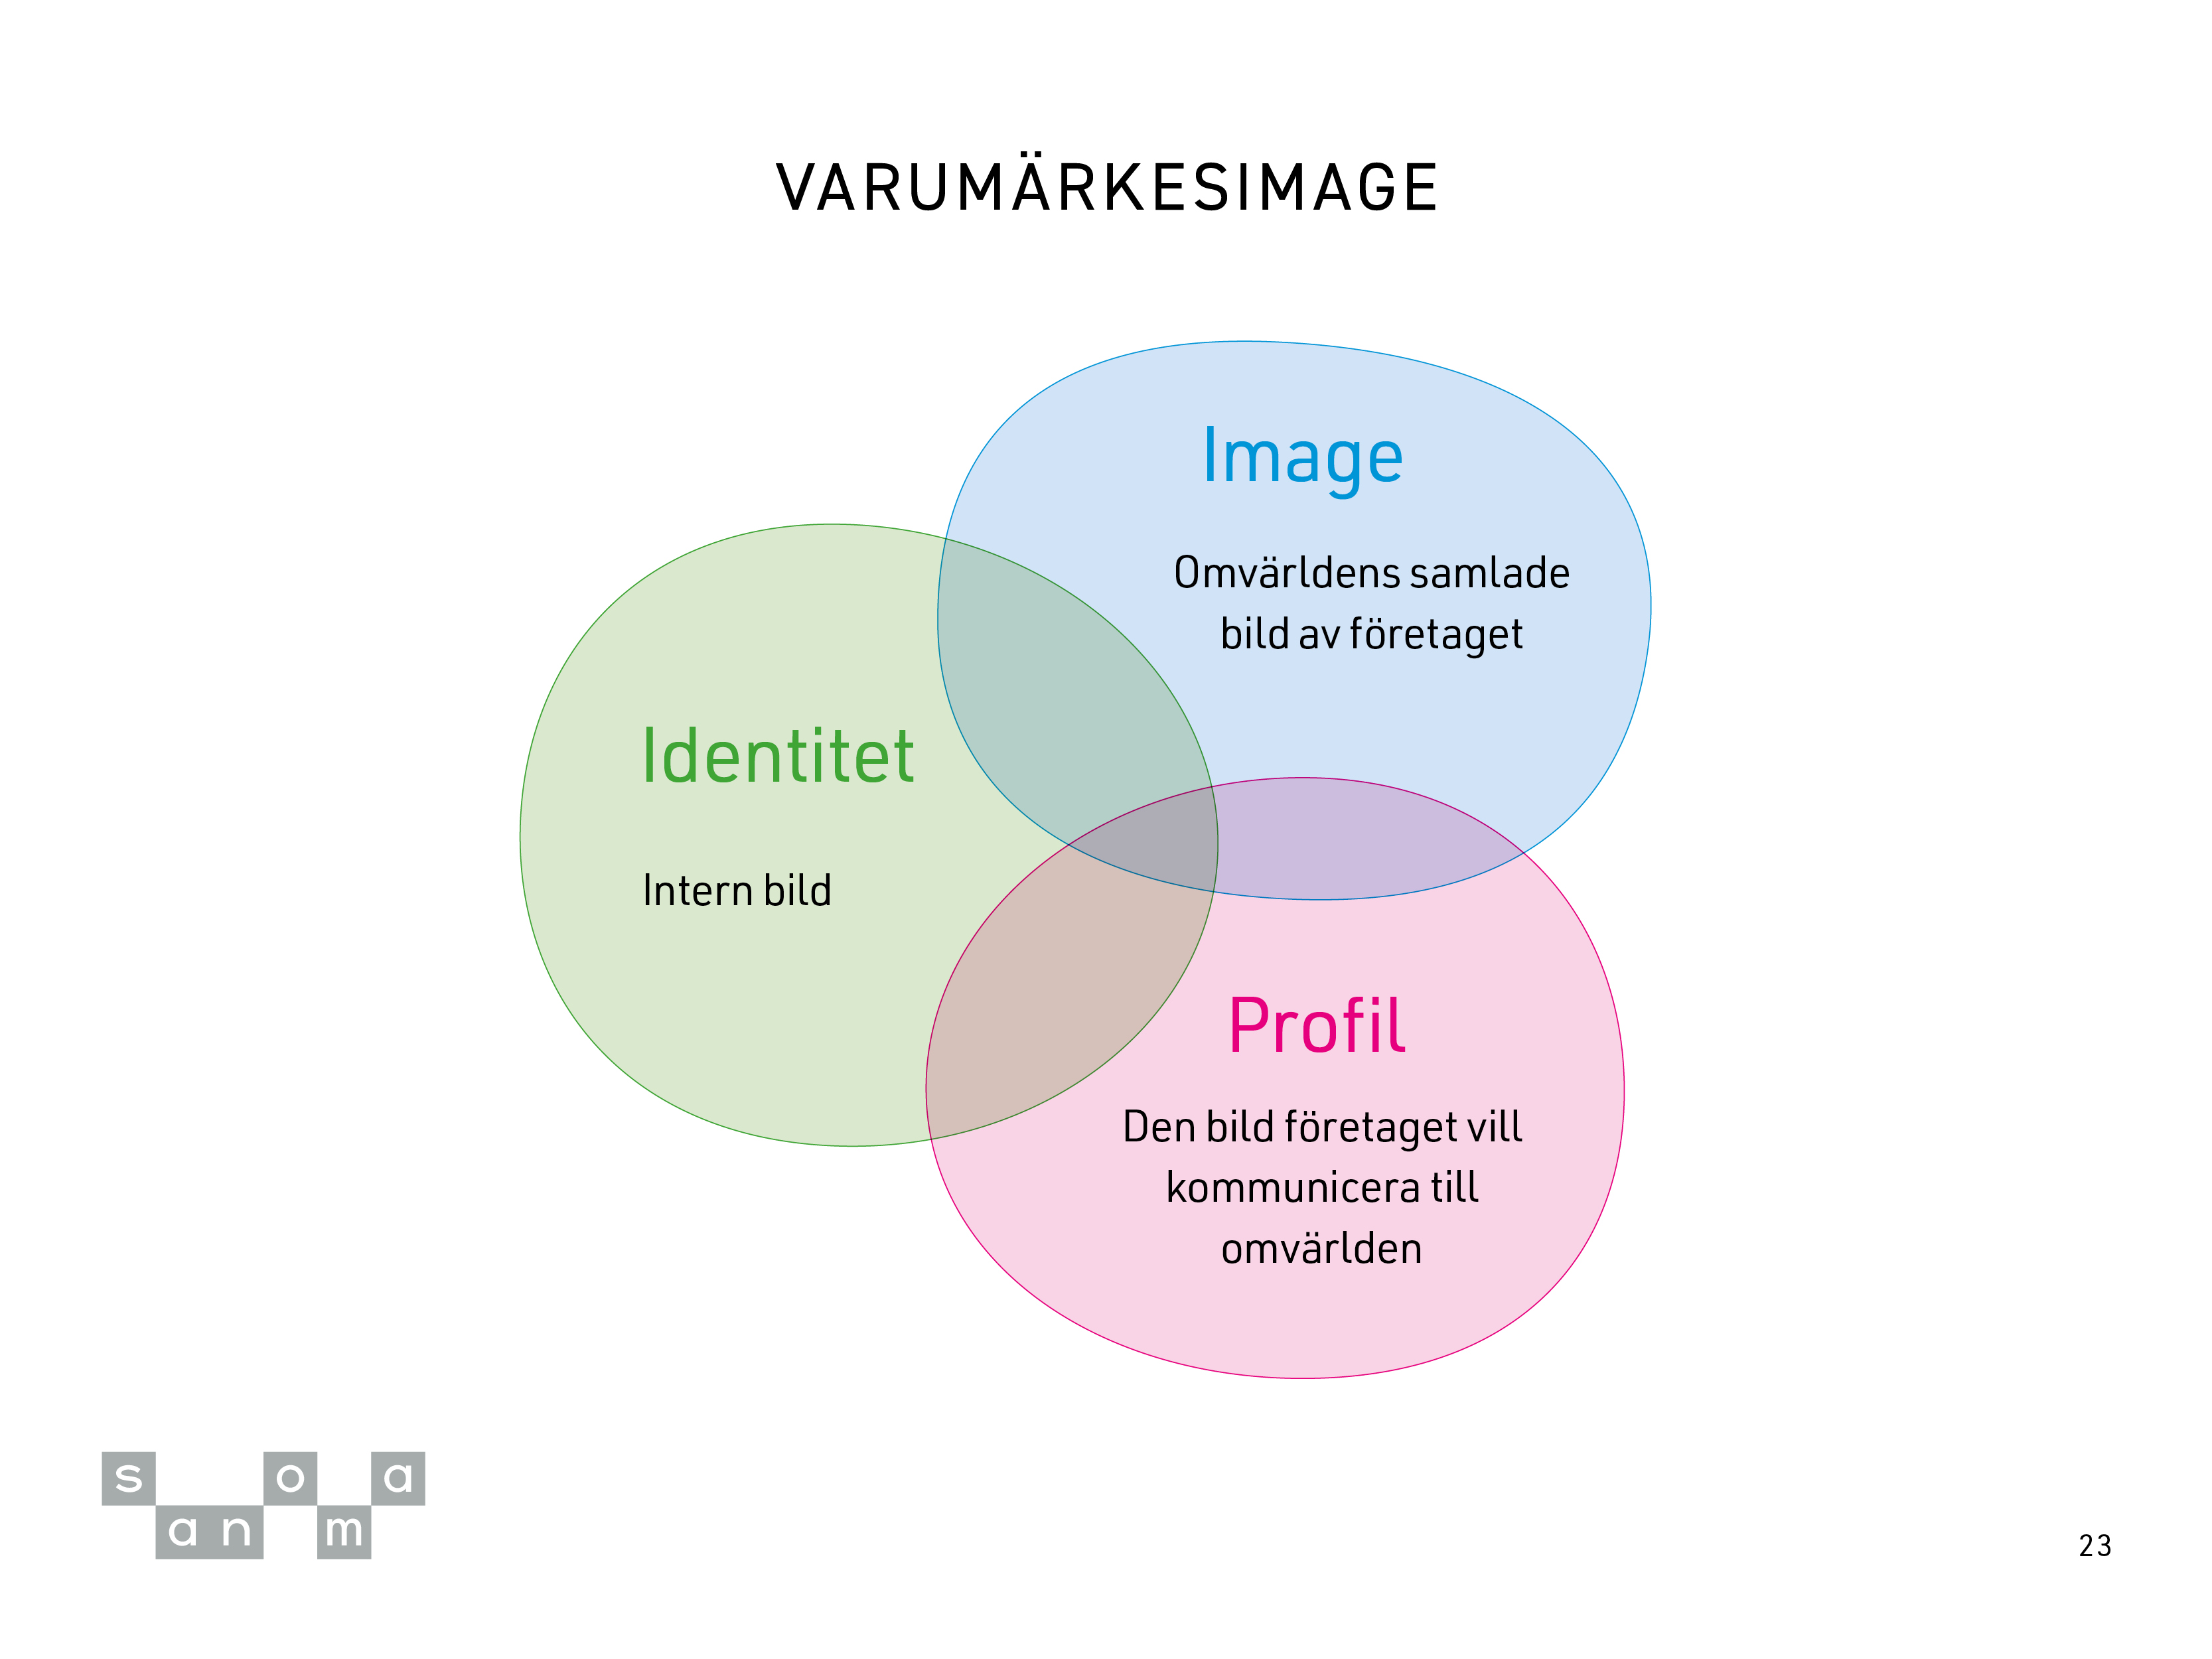 VARUMÄRKESIMAGE
Image
Omvärldens samlade
bild av företaget
Identitet
Intern bild
Profil
Den bild företaget vill
kommunicera till
omvärlden
sanoma
23